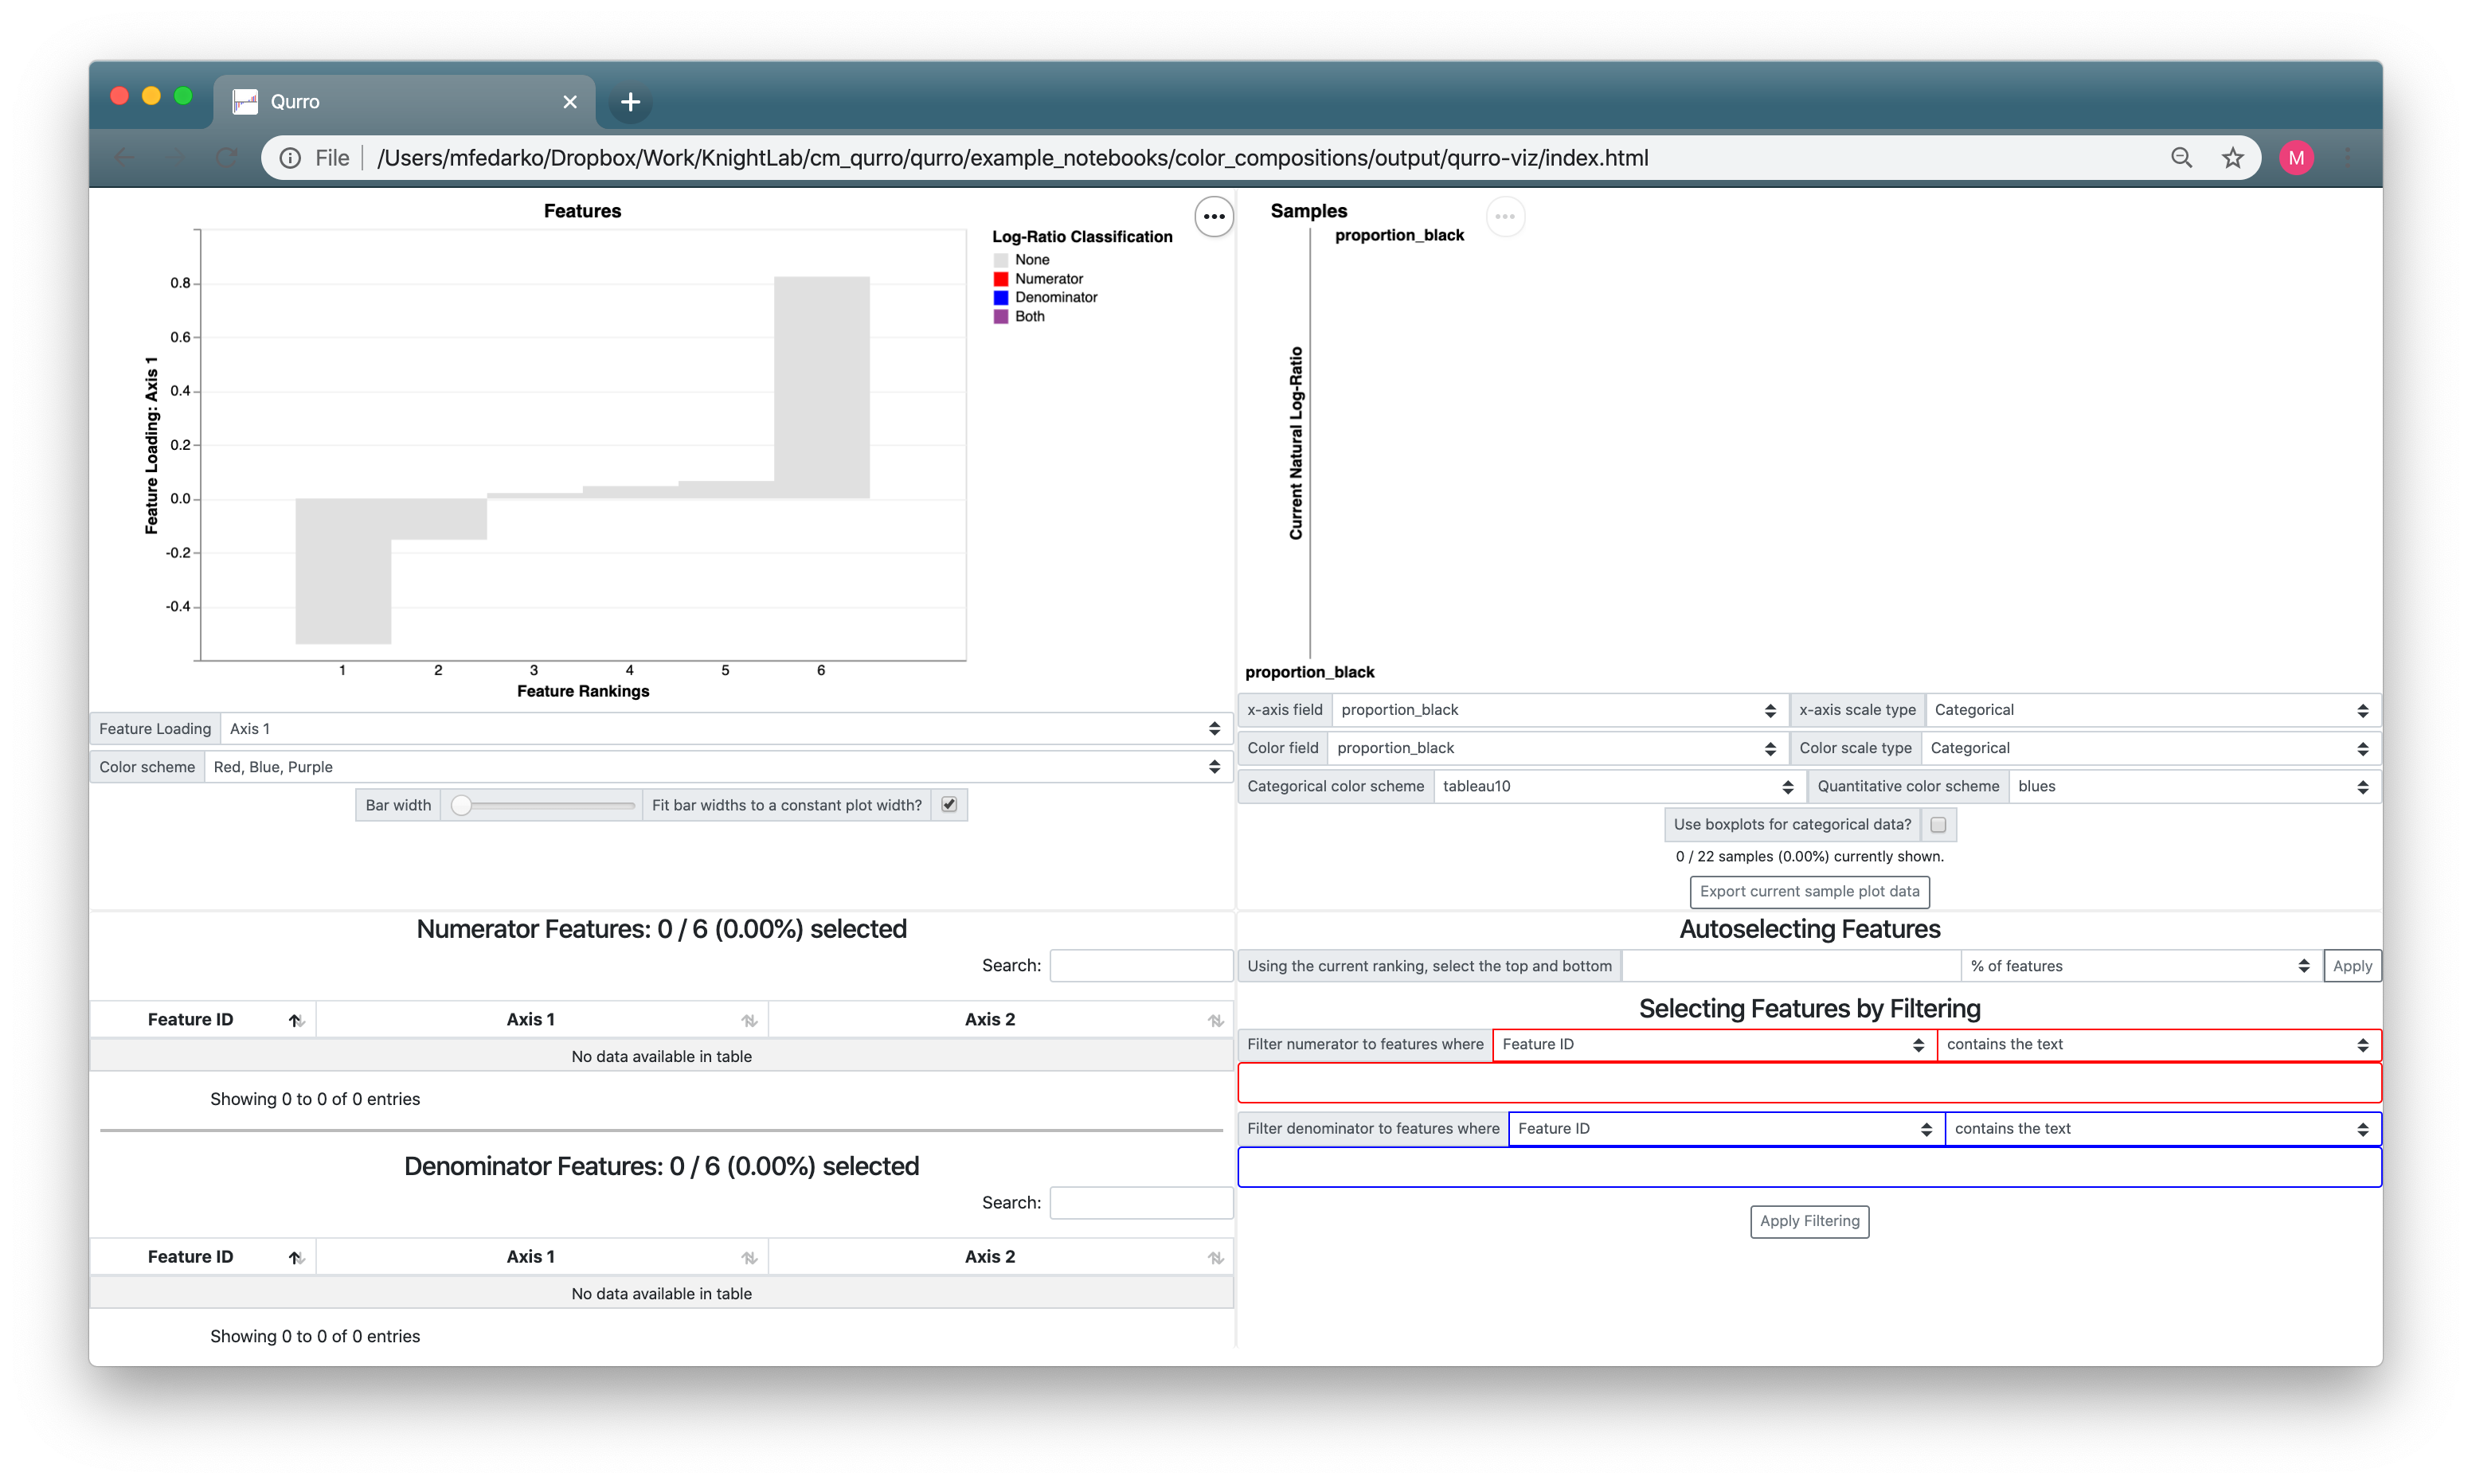 Qurro
File /Users/mfedarko/Dropbox/Work/KnightLab/cm_qurro/qurro/example_notebooks/color_compositions/output/qurro-viz/index.html
M
Features
0.8
0.6
0.4
0.2
0.0
-0.2
-0.4
Feature Loading: Axis 1
1 2 3 4 5 6
Feature Rankings
Log-Ratio Classification
None
Numerator
Denominator
Both
Feature Loading Axis 1
Color scheme Red, Blue, Purple
Bar width Fit bar widths to a constant plot width?
Samples
proportion_black
Current Natural Log-Ratio
proportion_black
x-axis field proportion_black x-axis scale type Categorical
Color field proportion_black Color scale type Categorical
Categorical color scheme tableau10 Quantitative color scheme blues
Use boxplots for categorical data?
0 / 22 samples (0.00%) currently shown.
Export current sample plot data
Numerator Features: 0 / 6 (0.00%) selected
Search:
Feature ID Axis 1 Axis 2
No data available in table
Showing 0 to 0 of 0 entries
Denominator Features: 0 / 6 (0.00%) selected
Search:
Feature ID Axis 1 Axis 2
No data available in table
Showing 0 to 0 of 0 entries
Autoselecting Features
Using the current ranking, select the top and bottom % of features Apply
Selecting Features by Filtering
Filter numerator to features where Feature ID contains the text
Filter denominator to features where Feature ID contains the text
Apply Filtering